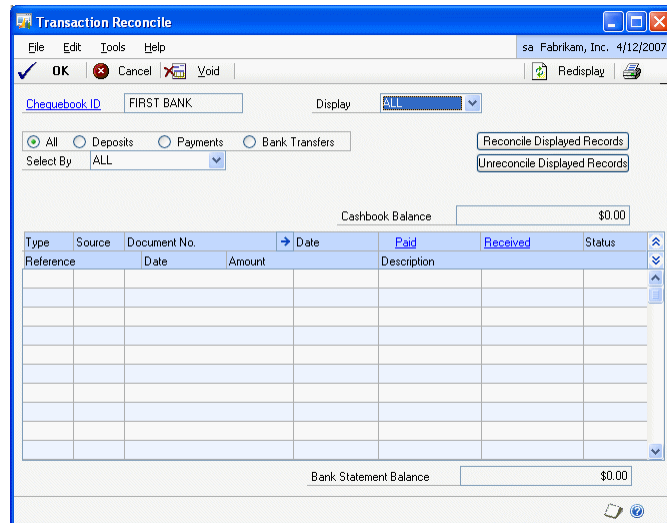 Transaction Reconcile
File Edit Tools Help sa Fabrikam, Inc. 4/12/2007
OK Cancel Void Redisplay
Chequebook ID FIRST BANK Display ALL
All Deposits Payments Bank Transfers Reconcile Displayed Records
Select By ALL Unreconcile Displayed Records
Cashbook Balance $0.00
Type Source Document No. Date Paid Received Status
Reference Date Amount Description
Bank Statement Balance $0.00